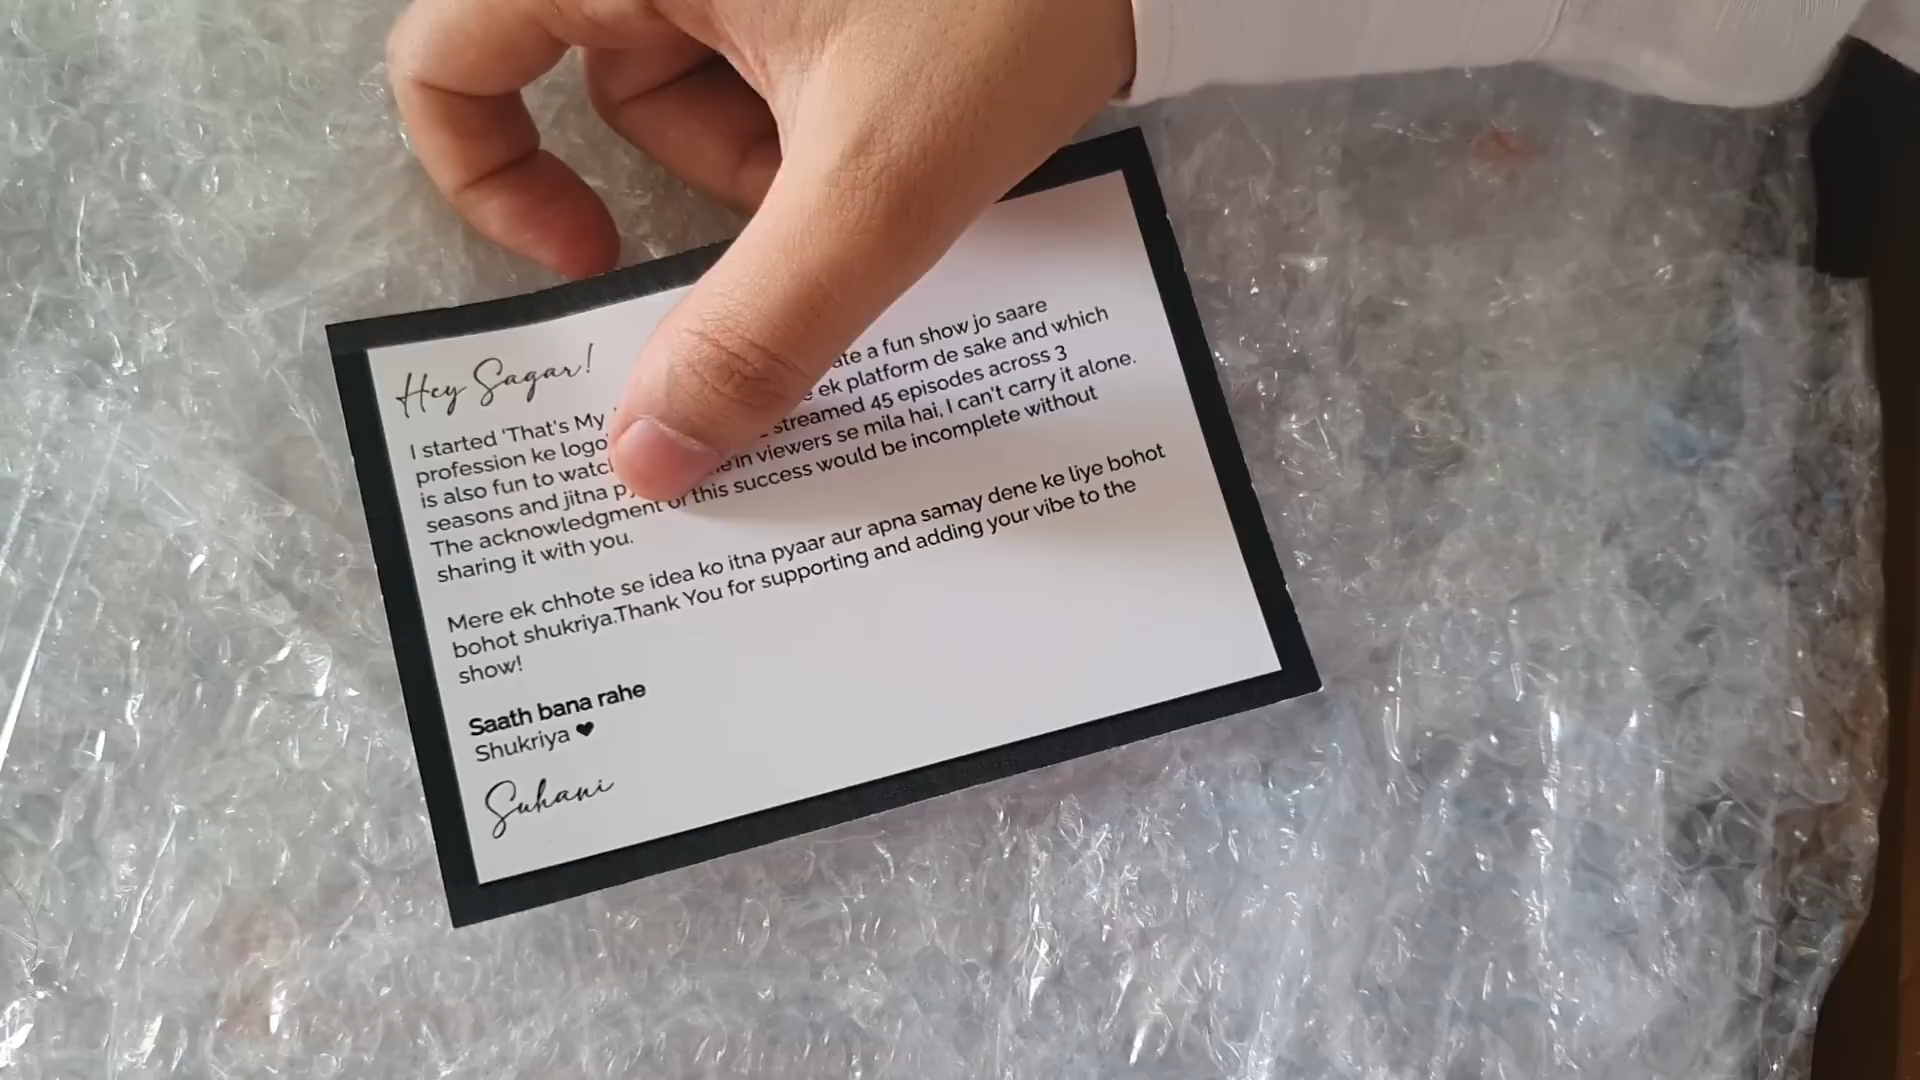 Hey Sagar!
I started 'That's My a fun show jo saare
profession ke ek platform de sake and which
is also fun to streamed 45 episodes across 3
seasons and jitna viewers se mila hai, I can't carry it alone.
The acknowledgment of this success would be incomplete without
sharing it with you.
Mere ek chhote se idea ko itna pyaar aur apna samay dene ke liye bohot
bohot shukriya.Thank You for supporting and adding your vibe to the
show!
Saath bana rahe
Shukriya ♥
Suhani